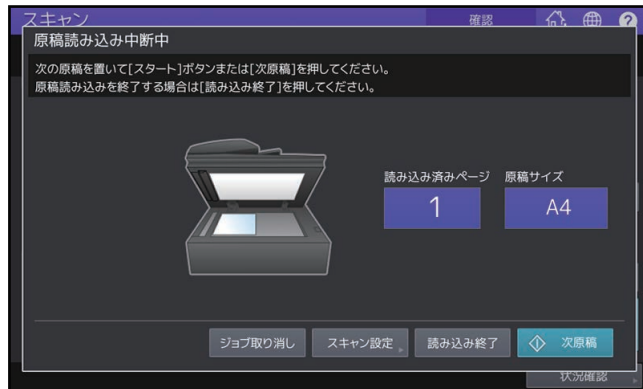 スキャン
確認
原稿読み込み中断中
次の原稿を置いて[スタート]ボタンまたは[次原稿]を押してください。
原稿読み込みを終了する場合は[読み込み終了]を押してください。
読み込み済みページ 原稿サイズ
1 A4
ジョブ取り消し スキャン設定 読み込み終了 次原稿
状況確認